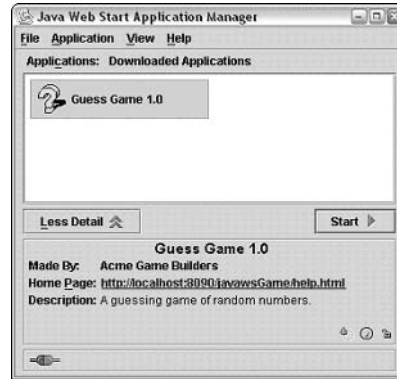 Java Web Start Application Manager
File Application View Help
Applications: Downloaded Applications
Guess Game 1.0
Less Detail
Start
Guess Game 1.0
Made By: Acme Game Builders
Home Page: http://localhost:8090/javawsGame/help.html
Description: A guessing game of random numbers.